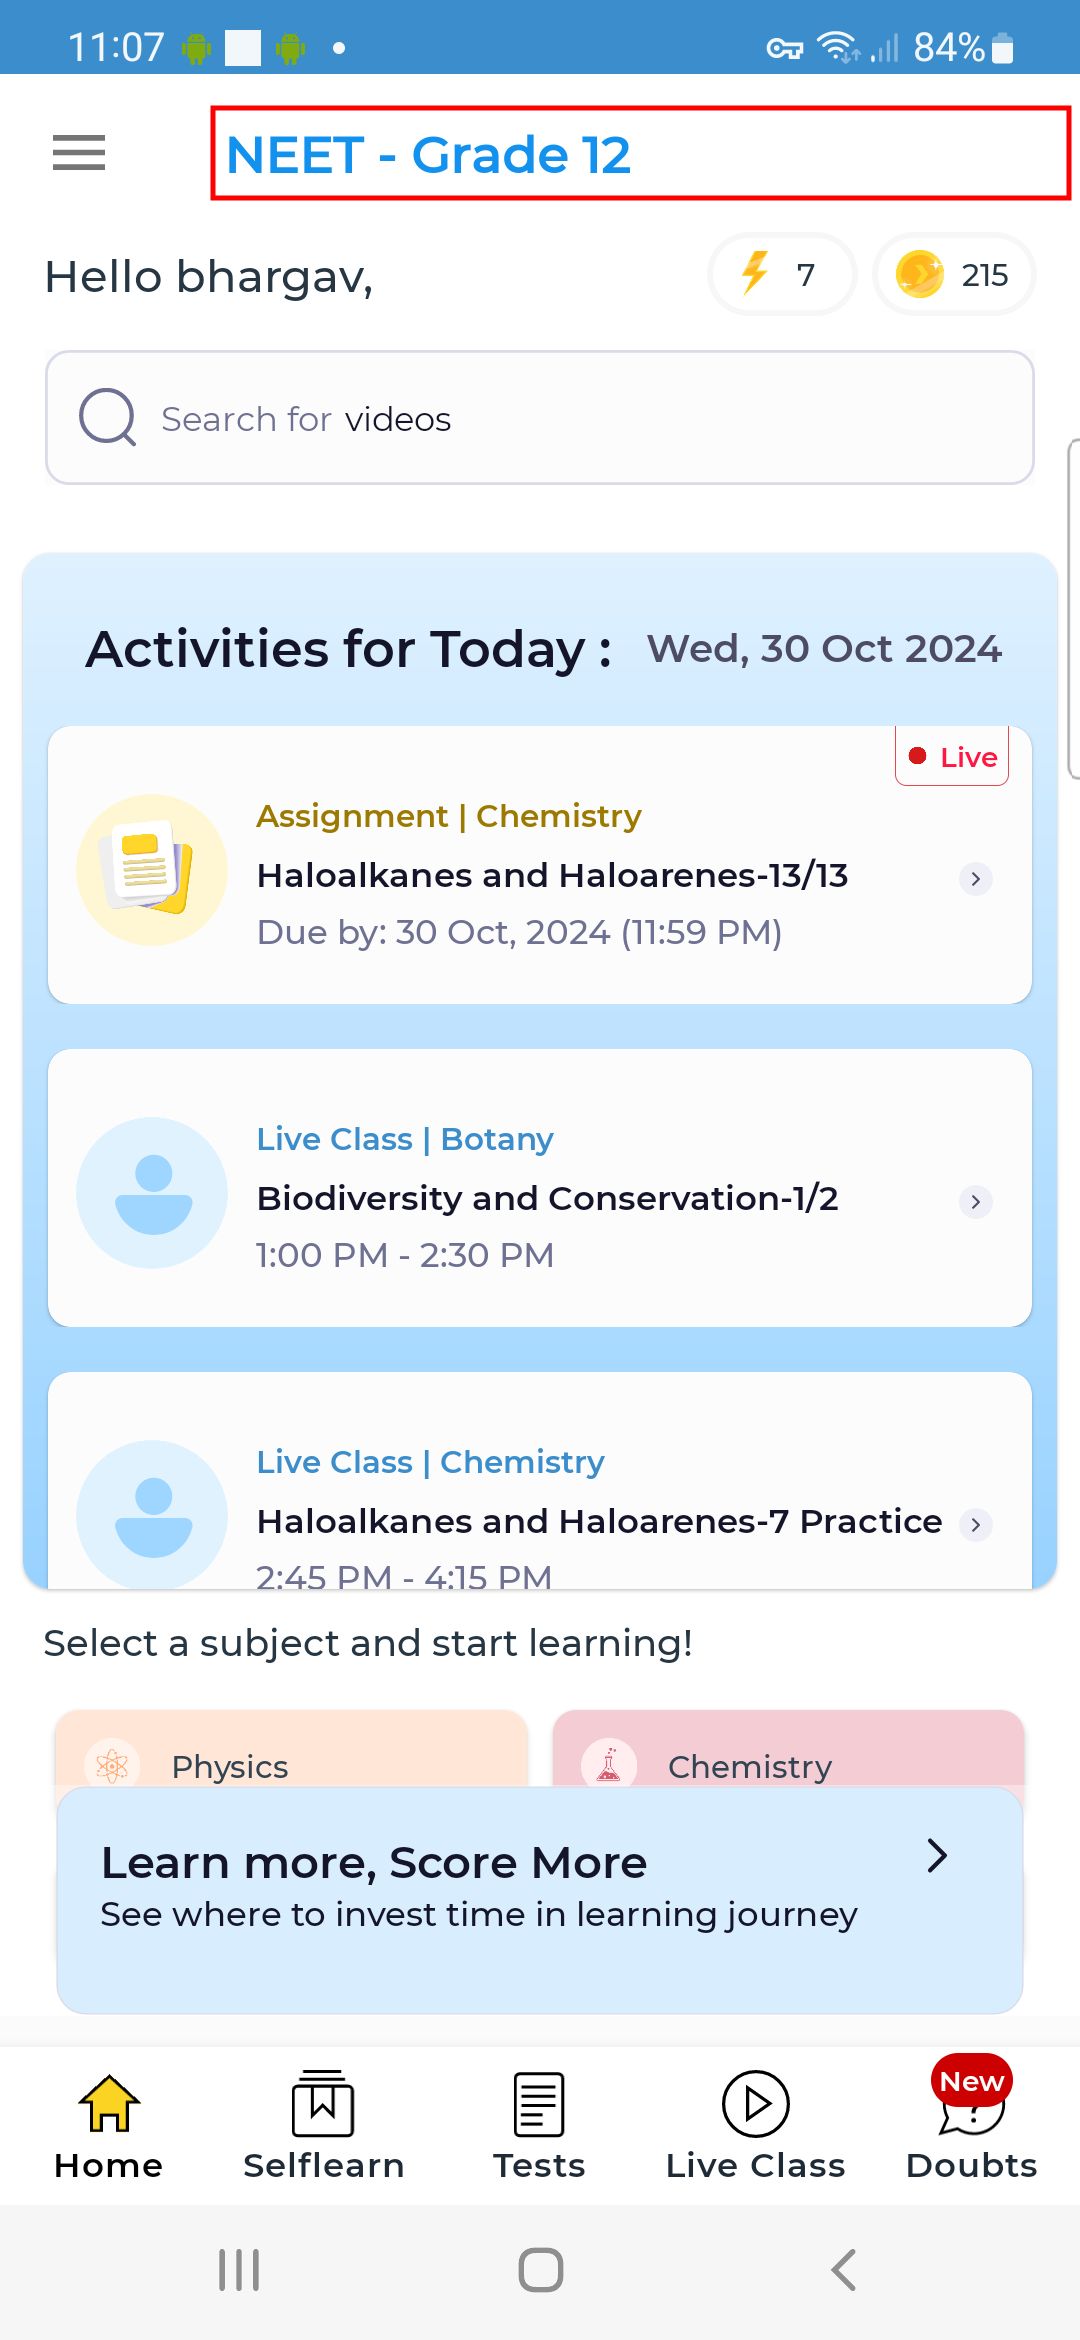 11:07
84%
NEET - Grade 12
Hello bhargav,
7
215
Search for videos
Activities for Today :
Wed, 30 Oct 2024
Live
Assignment | Chemistry
Haloalkanes and Haloarenes-13/13
Due by: 30 Oct, 2024 (11:59 PM)
Live Class | Botany
Biodiversity and Conservation-1/2
1:00 PM - 2:30 PM
Live Class | Chemistry
Haloalkanes and Haloarenes-7 Practice
2:45 PM - 4:15 PM
Select a subject and start learning!
Physics
Chemistry
Learn more, Score More
See where to invest time in learning journey
New
Home
Selflearn
Tests
Live Class
Doubts